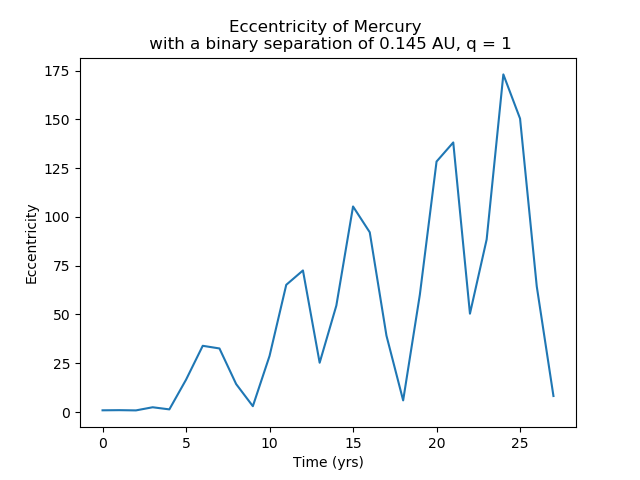 Eccentricity of Mercury
with a binary separation of 0.145 AU, q = 1
175
150
125
100
75
50
25
0
Eccentricity
0 5 10 15 20 25
Time (yrs)